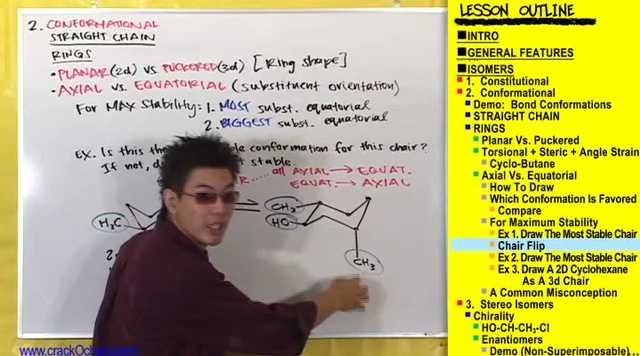 2. CONFORMATIONAL
STRAIGHT CHAIN
RINGS
• PLANAR (2d) vs PUCKERED (3d) [Ring shape]
• AXIAL vs EQUATORIAL (substituent orientation)
For MAX Stability: 1. MOST subst. equatorial
2. BIGGEST subst. equatorial
EX. Is this the conformation for this chair?
If not, stable.
all AXIAL → EQUAT.
EQUAT → AXIAL
H3C
CH3
HO
CH3
2.
www.crackOchem.com
LESSON OUTLINE
INTRO
GENERAL FEATURES
ISOMERS
1. Constitutional
2. Conformational
Demo: Bond Conformations
STRAIGHT CHAIN
RINGS
Planar Vs. Puckered
Torsional + Steric + Angle Strain
Cyclo-Butane
Axial Vs. Equatorial
How To Draw
Which Conformation Is Favored
Compare
For Maximum Stability
Ex 1. Draw The Most Stable Chair
Chair Flip
Ex 2. Draw The Most Stable Chair
Ex 3. Draw A 2D Cyclohexane
As A 3d Chair
A Common Misconception
3. Stereo Isomers
Chirality
HO-CH-CH3-Cl
Enantiomers
Demo (Non-Superimposable)...